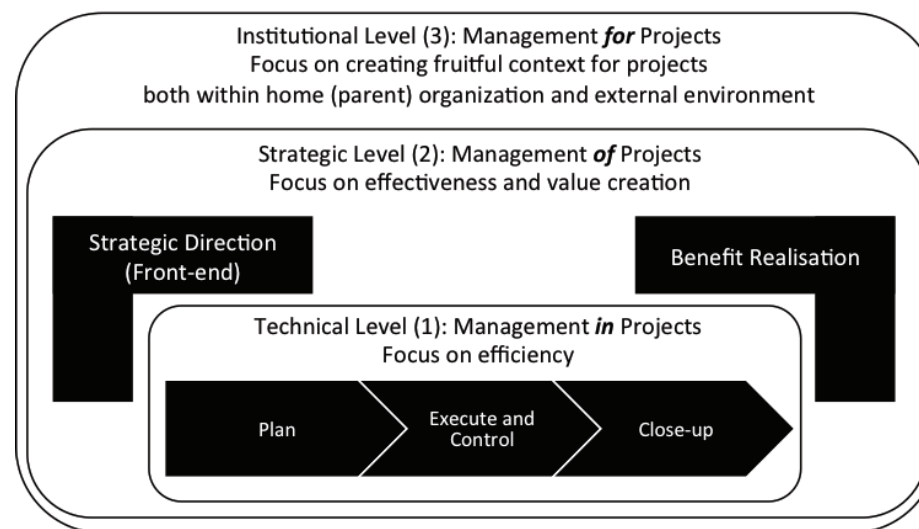 Institutional Level (3): Management for Projects
Focus on creating fruitful context for projects
both within home (parent) organization and external environment
Strategic Level (2): Management of Projects
Focus on effectiveness and value creation
Strategic Direction
(Front-end)
Benefit Realisation
Technical Level (1): Management in Projects
Focus on efficiency
Plan
Execute and
Control
Close-up